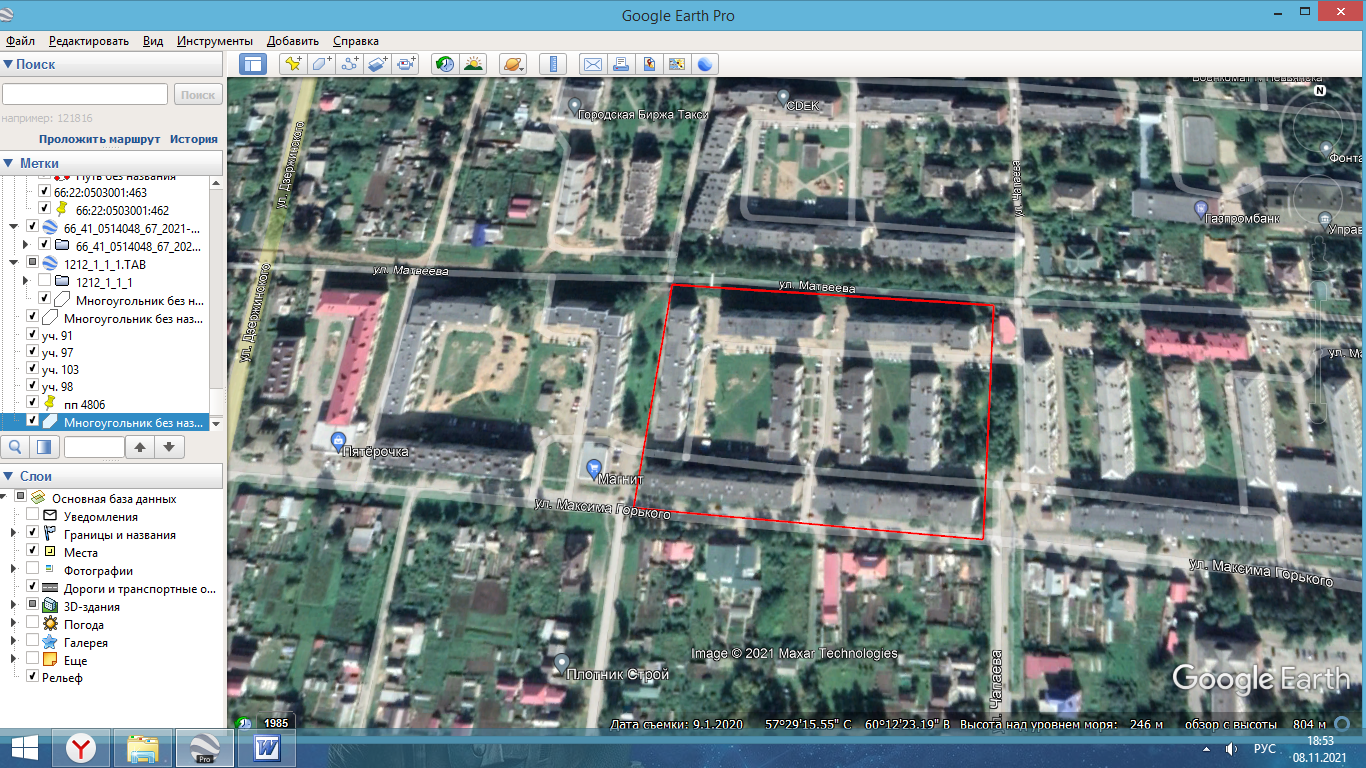 Google Earth Pro
Файл Редактировать Вид Инструменты Добавить Справка
Поиск
Поиск
например: 121816
Проложить маршрут История
Метки
Путь без названия
66:22:0503001:463
66:22:0503001:462
66_41_0514048_67_2021-...
66_41_0514048_67_202...
1212_1_1_1.TAB
1212_1_1_1
Многоугольник без н...
Многоугольник без наз...
уч. 91
уч. 97
уч. 103
уч. 98
пп 4806
Многоугольник без наз...
Слои
Основная база данных
Уведомления
Границы и названия
Места
Фотографии
Дороги и транспортные о...
3D-здания
Погода
Галерея
Еще
Рельеф
N
CDEK
Городская Биржа Такси
ул. Дзержинского
ул. Чапаева
Фонта
Газпромбанк
Управ
ул. Матвеева
ул. Матвеева
ул. Дзержинского
ул. М
Пятёрочка
Магнит
ул. Максима Горького
ул. Максима Горького
Image © 2021 Maxar Technologies
Плотник Строй
ул. Чапаева
Google Earth
1985
Дата съемки: 9.1.2020 57°29'15.55" С 60°12'23.19" В Высота над уровнем моря: 246 м обзор с высоты 804 м
Pro
РУС
18:53
08.11.2021